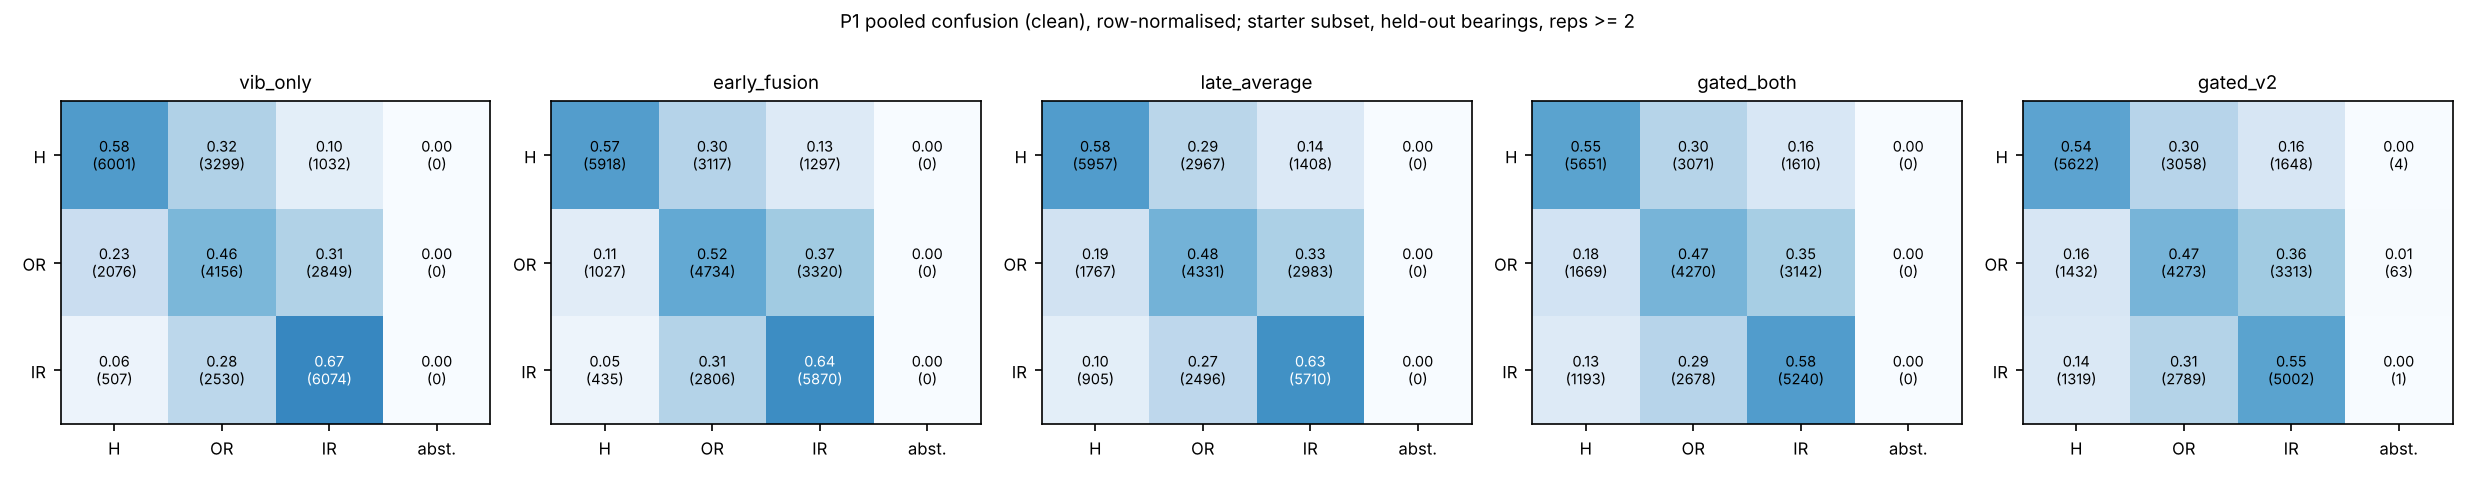 P1 pooled confusion (clean), row-normalised; starter subset, held-out bearings, reps >= 2
vib_only
H
0.58 0.32 0.10 0.00
(6001) (3299) (1032) (0)
OR
0.23 0.46 0.31 0.00
(2076) (4156) (2849) (0)
IR
0.06 0.28 0.67 0.00
(507) (2530) (6074) (0)
H OR IR abst.
early_fusion
H
0.57 0.30 0.13 0.00
(5918) (3117) (1297) (0)
OR
0.11 0.52 0.37 0.00
(1027) (4734) (3320) (0)
IR
0.05 0.31 0.64 0.00
(435) (2806) (5870) (0)
H OR IR abst.
late_average
H
0.58 0.29 0.14 0.00
(5957) (2967) (1408) (0)
OR
0.19 0.48 0.33 0.00
(1767) (4331) (2983) (0)
IR
0.10 0.27 0.63 0.00
(905) (2496) (5710) (0)
H OR IR abst.
gated_both
H
0.55 0.30 0.16 0.00
(5651) (3071) (1610) (0)
OR
0.18 0.47 0.35 0.00
(1669) (4270) (3142) (0)
IR
0.13 0.29 0.58 0.00
(1193) (2678) (5240) (0)
H OR IR abst.
gated_v2
H
0.54 0.30 0.16 0.00
(5622) (3058) (1648) (4)
OR
0.16 0.47 0.36 0.01
(1432) (4273) (3313) (63)
IR
0.14 0.31 0.55 0.00
(1319) (2789) (5002) (1)
H OR IR abst.